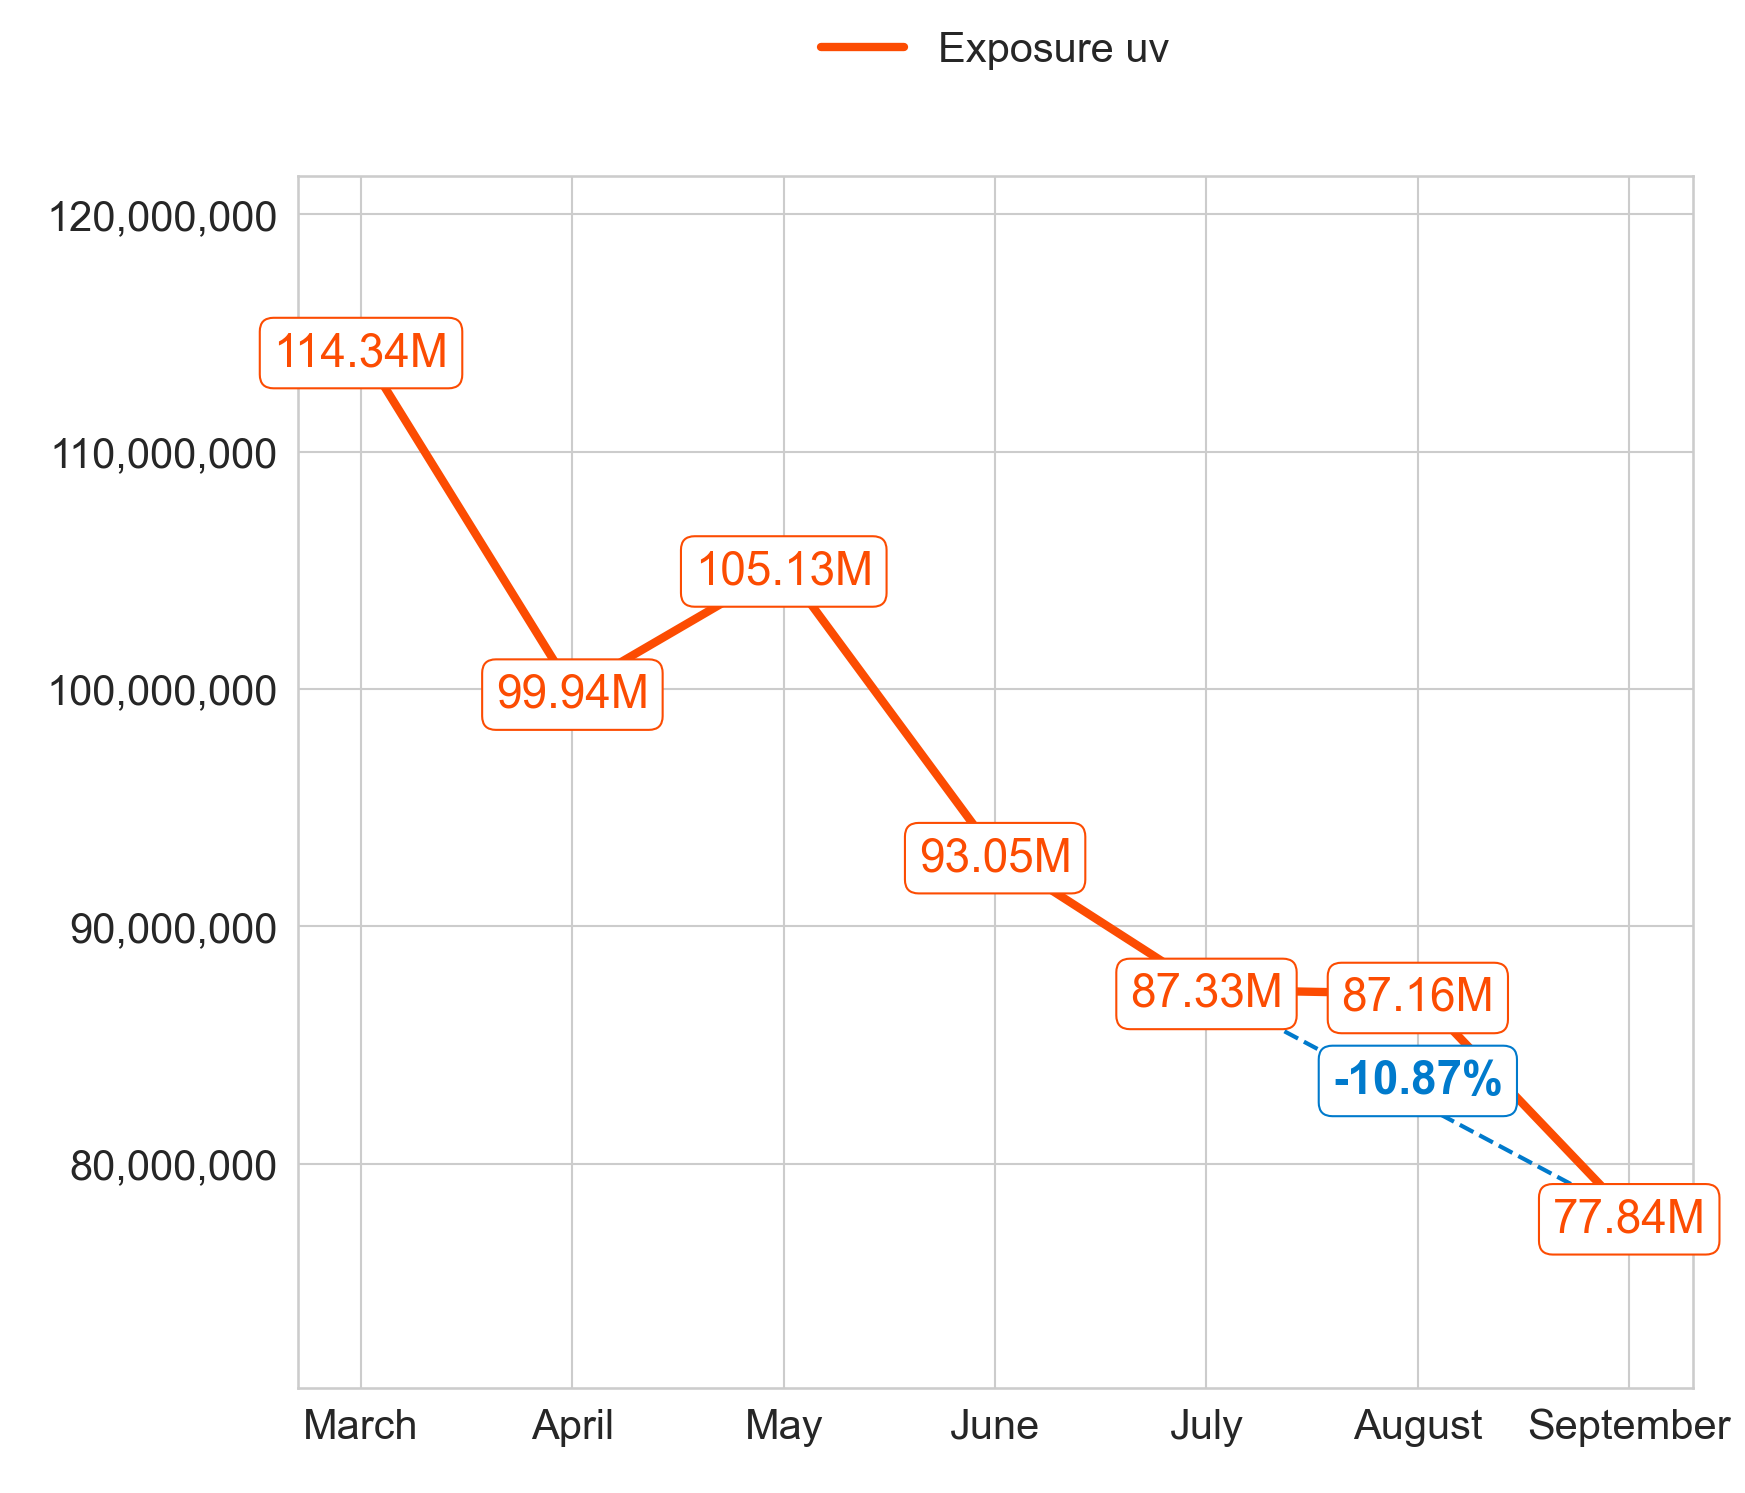 Exposure uv
120,000,000
114.34M
110,000,000
105.13M
100,000,000
99.94M
93.05M
90,000,000
87.33M
87.16M
-10.87%
80,000,000
77.84M
March April May June July August September